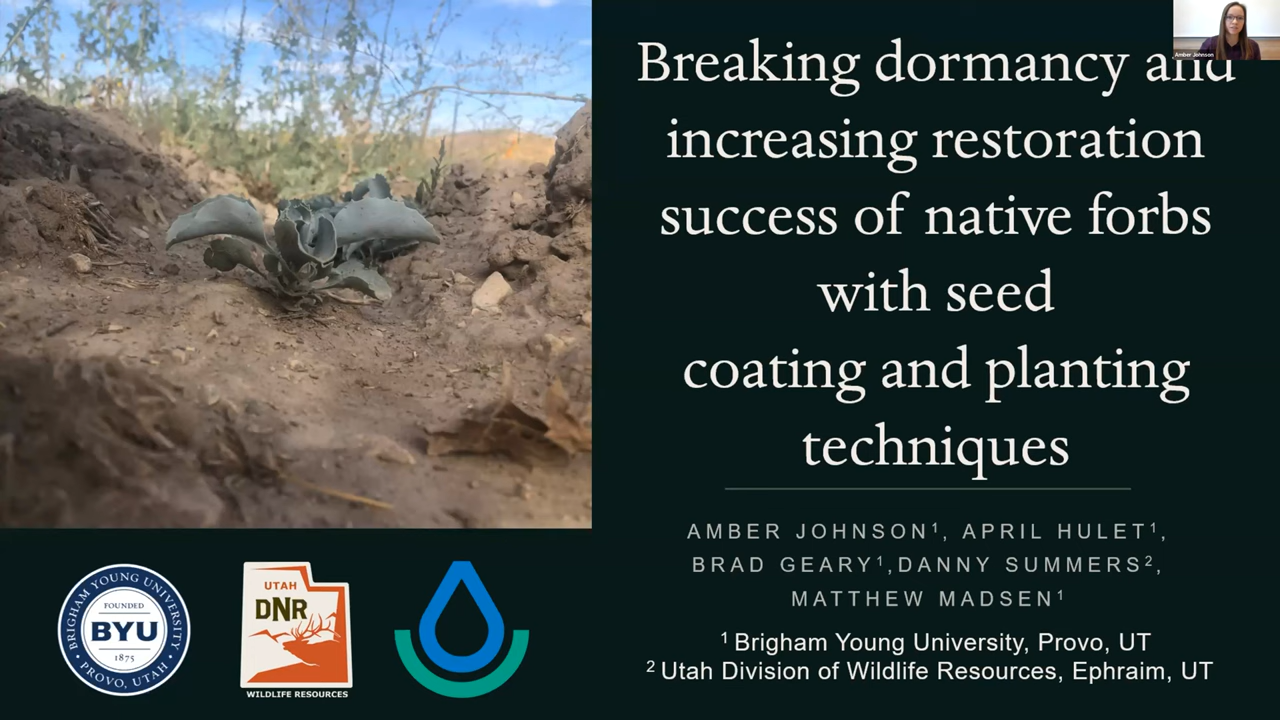 Amber Johnson
Breaking dormancy and
increasing restoration
success of native forbs
with seed
coating and planting
techniques
AMBER JOHNSON¹, APRIL HULET¹,
BRAD GEARY¹,DANNY SUMMERS²,
MATTHEW MADSEN¹
¹ Brigham Young University, Provo, UT
² Utah Division of Wildlife Resources, Ephraim, UT
BRIGHAM YOUNG UNIVERSITY
FOUNDED
BYU
1875
PROVO, UTAH
UTAH
DNR
WILDLIFE RESOURCES